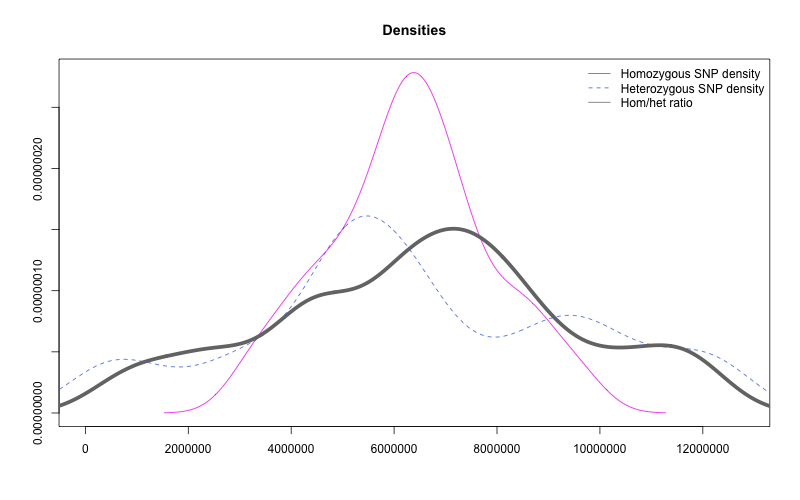 Densities
Homozygous SNP density
Heterozygous SNP density
Hom/het ratio
0.00000020
0.00000010
0.00000000
0
2000000
4000000
6000000
8000000
10000000
12000000